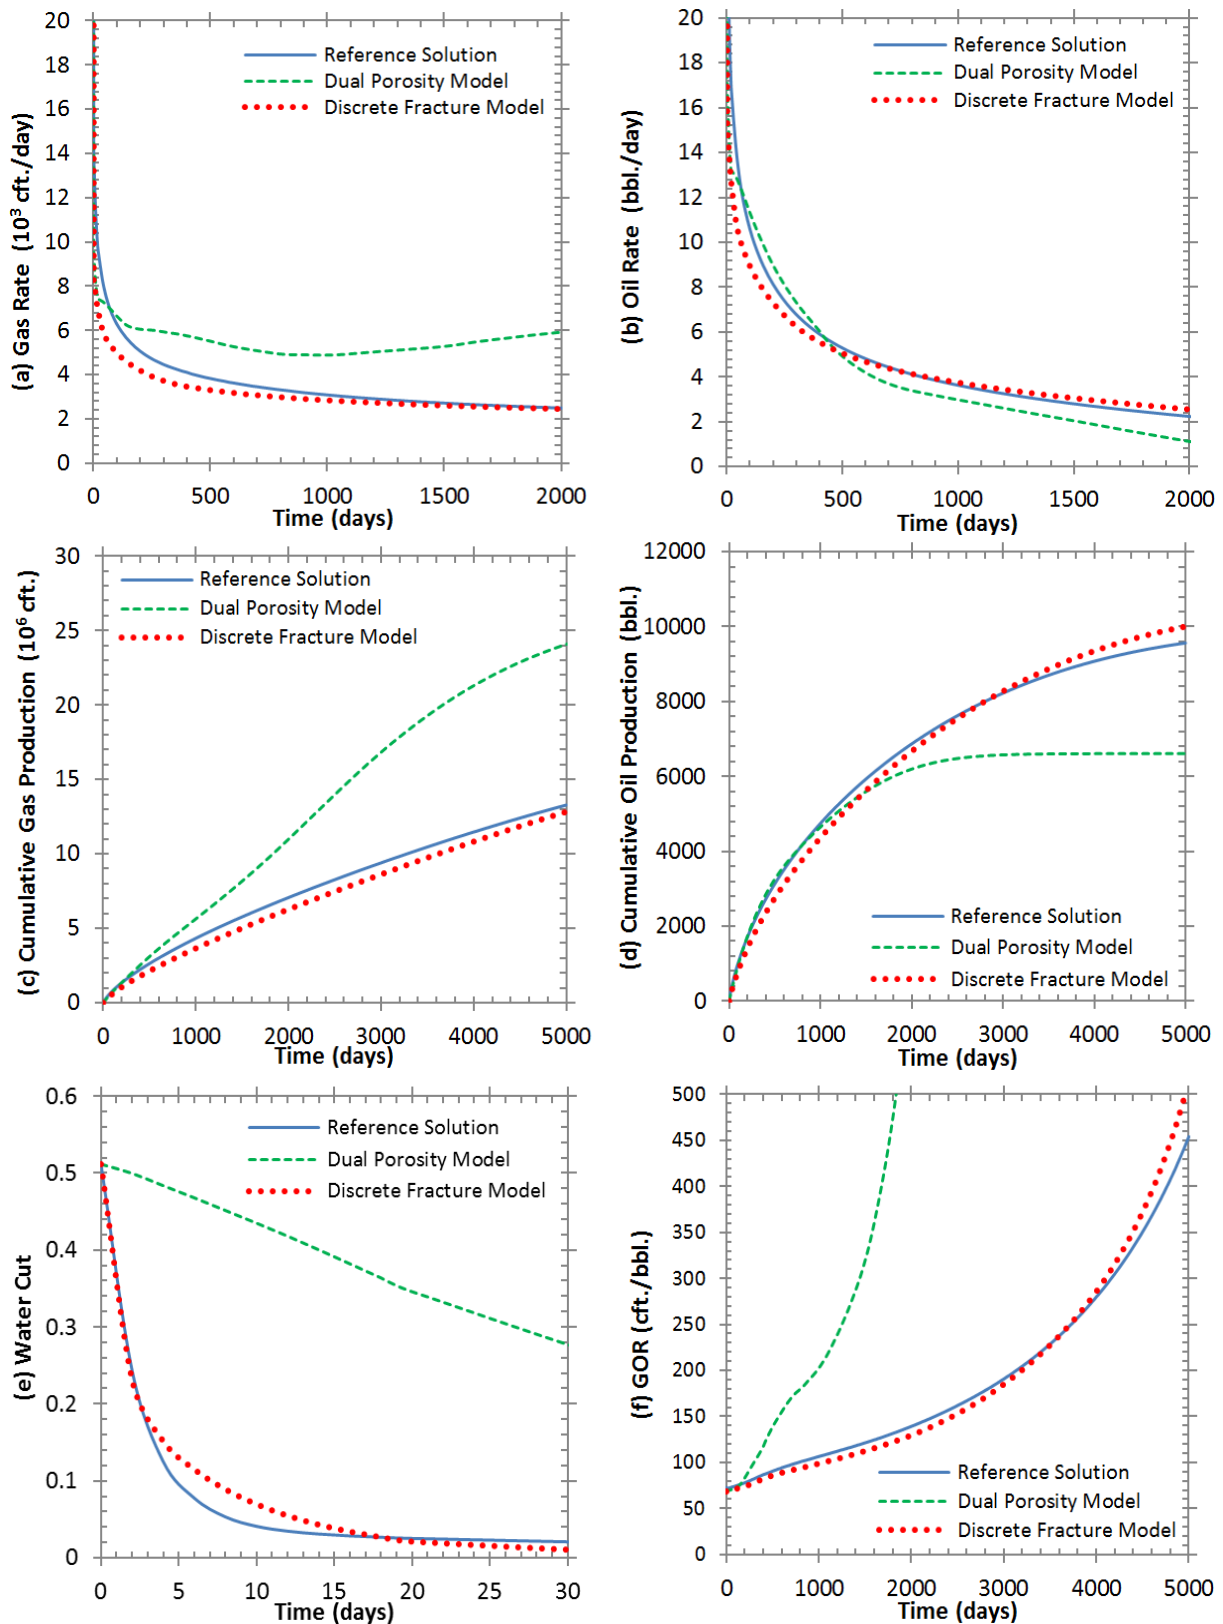 (a) Gas Rate (10³ cft./day)
20
18
16
14
12
10
8
6
4
2
0
Reference Solution
Dual Porosity Model
Discrete Fracture Model
0 500 1000 1500 2000
Time (days)
(b) Oil Rate (bbl./day)
20
18
16
14
12
10
8
6
4
2
0
Reference Solution
Dual Porosity Model
Discrete Fracture Model
0 500 1000 1500 2000
Time (days)
(c) Cumulative Gas Production (10⁶ cft.)
30
25
20
15
10
5
0
Reference Solution
Dual Porosity Model
Discrete Fracture Model
0 1000 2000 3000 4000 5000
Time (days)
(d) Cumulative Oil Production (bbl.)
12000
10000
8000
6000
4000
2000
0
Reference Solution
Dual Porosity Model
Discrete Fracture Model
0 1000 2000 3000 4000 5000
Time (days)
(e) Water Cut
0.6
0.5
0.4
0.3
0.2
0.1
0
Reference Solution
Dual Porosity Model
Discrete Fracture Model
0 5 10 15 20 25 30
Time (days)
(f) GOR (cft./bbl.)
500
450
400
350
300
250
200
150
100
50
0
Reference Solution
Dual Porosity Model
Discrete Fracture Model
0 1000 2000 3000 4000 5000
Time (days)